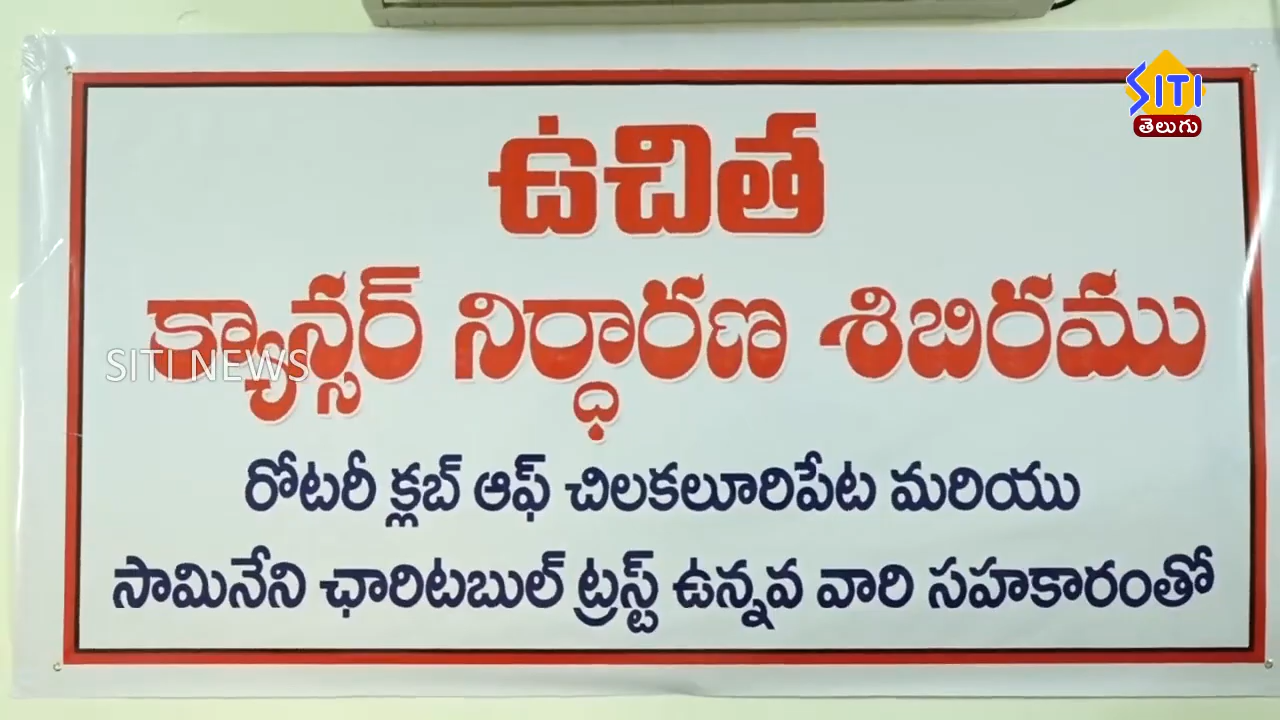 SITI
తెలుగు
ఉచిత
క్యాన్సర్ నిర్ధారణ శిబిరము
SITI NEWS
రోటరీ క్లబ్ ఆఫ్ చిలకలూరిపేట మరియు
సామినేని ఛారిటబుల్ ట్రస్ట్ ఉన్నవ వారి సహకారంతో